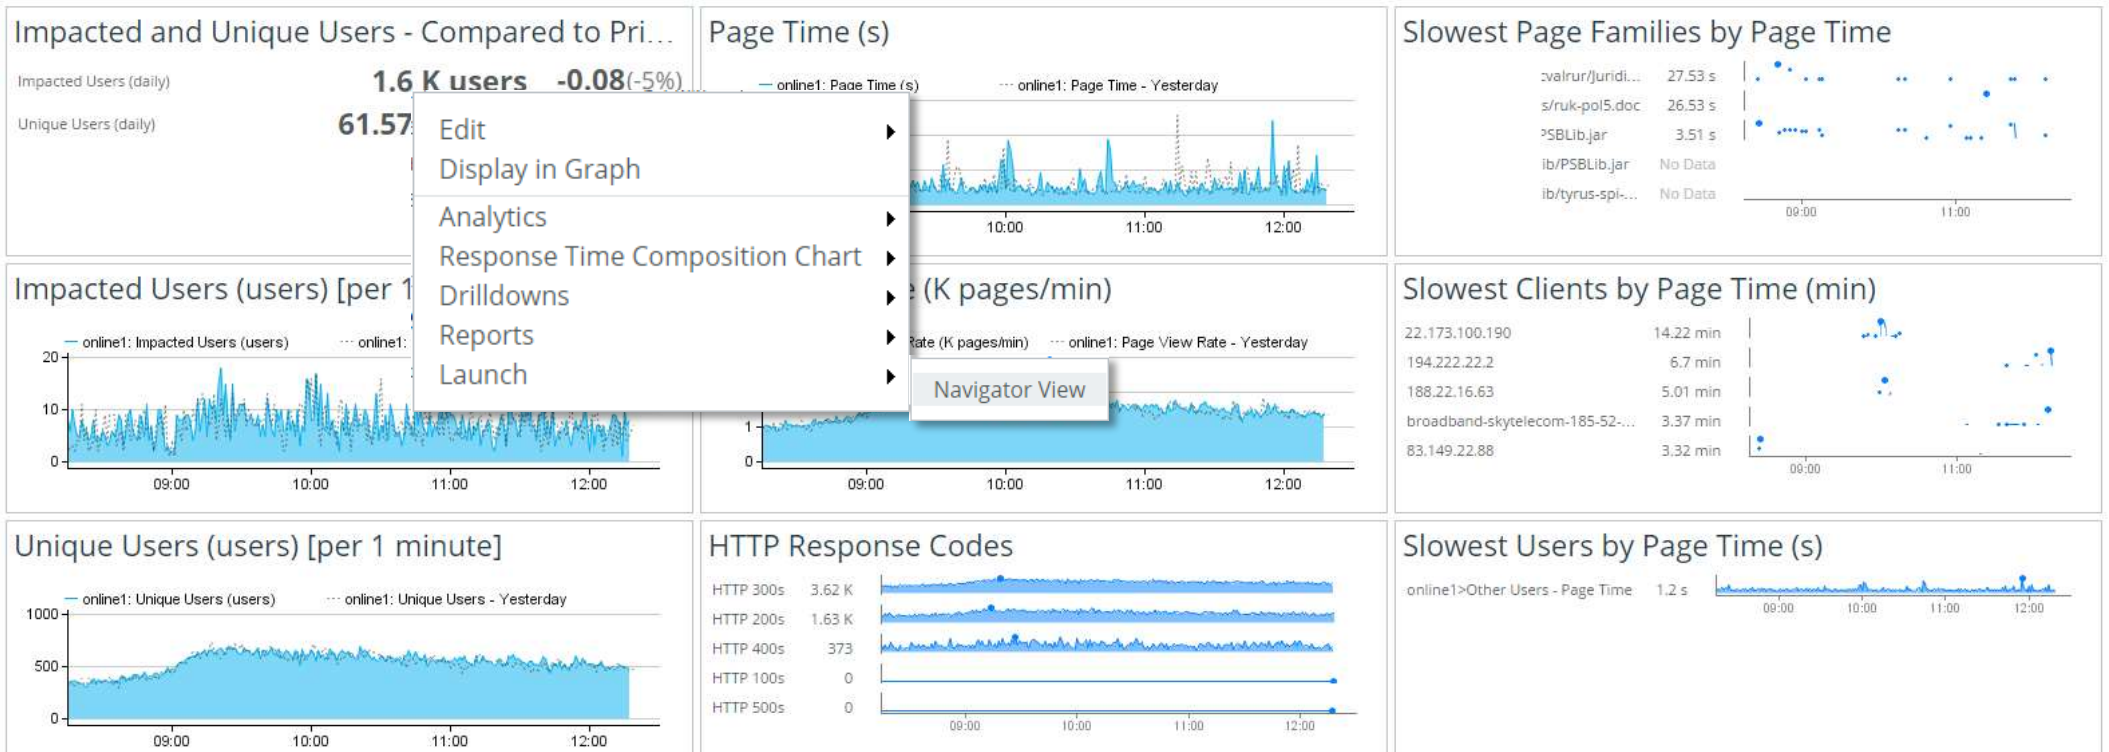 Impacted and Unique Users - Compared to Pri...
Impacted Users (daily) 1.6 K users -0.08(-5%)
Unique Users (daily) 61.57
Page Time (s)
online1: Page Time (s) online1: Page Time - Yesterday
10:00 11:00 12:00
Slowest Page Families by Page Time
:valrur/Juridi... 27.53 s
s/ruk-pol5.doc 26.53 s
PSBLib.jar 3.51 s
ib/PSBLib.jar No Data
ib/tyrus-spi-... No Data
09:00 11:00
Edit
Display in Graph
Analytics
Response Time Composition Chart
Drilldowns
Reports
Launch
Navigator View
Impacted Users (users) [per 1
online1: Impacted Users (users) online1:
20
10
0
09:00 10:00 11:00 12:00
(K pages/min)
Rate (K pages/min) online1: Page View Rate - Yesterday
1
0
09:00 10:00 11:00 12:00
Slowest Clients by Page Time (min)
22.173.100.190 14.22 min
194.222.22.2 6.7 min
188.22.16.63 5.01 min
broadband-skytelecom-185-52-... 3.37 min
83.149.22.88 3.32 min
09:00 11:00
Unique Users (users) [per 1 minute]
online1: Unique Users (users) online1: Unique Users - Yesterday
1000
500
0
09:00 10:00 11:00 12:00
HTTP Response Codes
HTTP 300s 3.62 K
HTTP 200s 1.63 K
HTTP 400s 373
HTTP 100s 0
HTTP 500s 0
09:00 10:00 11:00 12:00
Slowest Users by Page Time (s)
online1>Other Users - Page Time 1.2 s
09:00 10:00 11:00 12:00